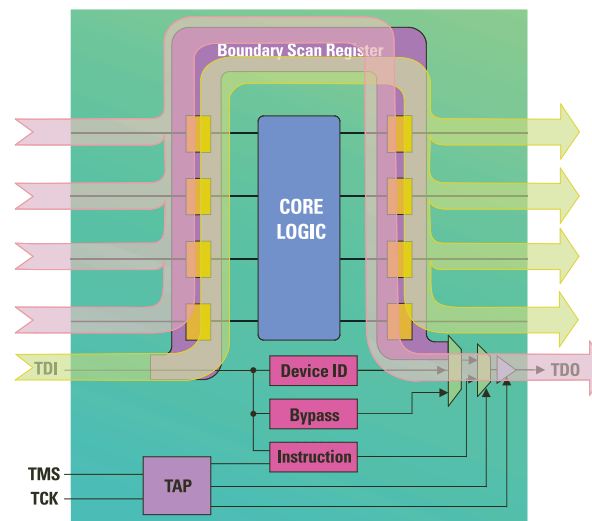 Boundary Scan Register
CORE
LOGIC
TDI
Device ID
TDO
Bypass
Instruction
TMS
TCK
TAP